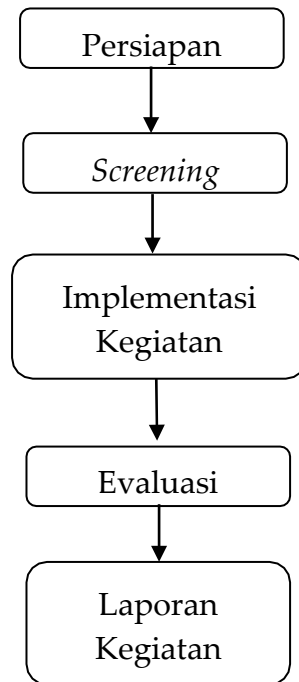 Persiapan
Screening
Implementasi
Kegiatan
Evaluasi
Laporan
Kegiatan